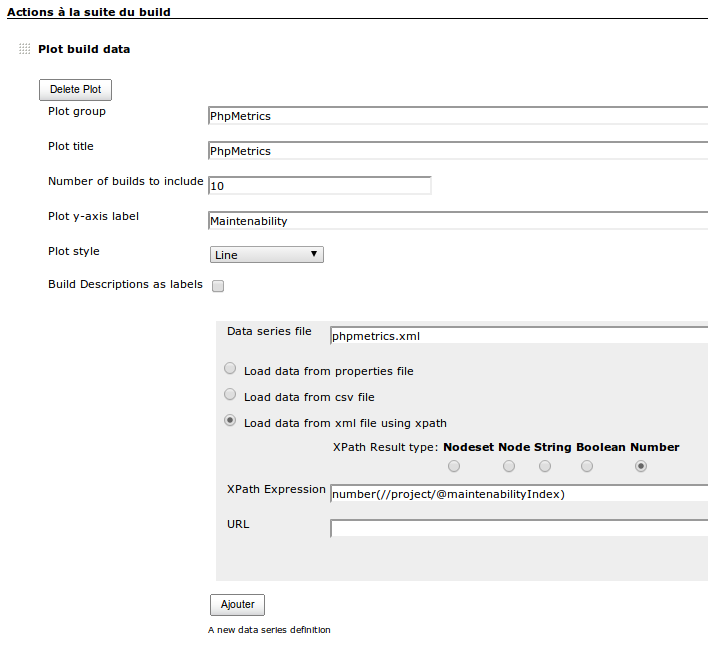 Actions à la suite du build
Plot build data
Delete Plot
Plot group PhpMetrics
Plot title PhpMetrics
Number of builds to include 10
Plot y-axis label Maintenability
Plot style Line
Build Descriptions as labels
Data series file phpmetrics.xml
Load data from properties file
Load data from csv file
Load data from xml file using xpath
XPath Result type: Nodeset Node String Boolean Number
XPath Expression number(//project/@maintenabilityIndex)
URL
Ajouter
A new data series definition